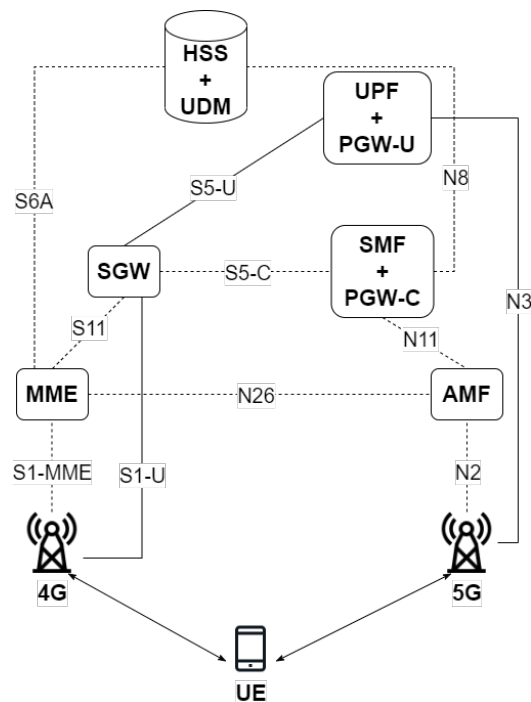 HSS
+
UDM
UPF
+
PGW-U
S5-U
N8
S6A
SMF
+
PGW-C
SGW
S5-C
N3
S11
N11
MME
N26
AMF
S1-MME
S1-U
N2
4G
5G
UE